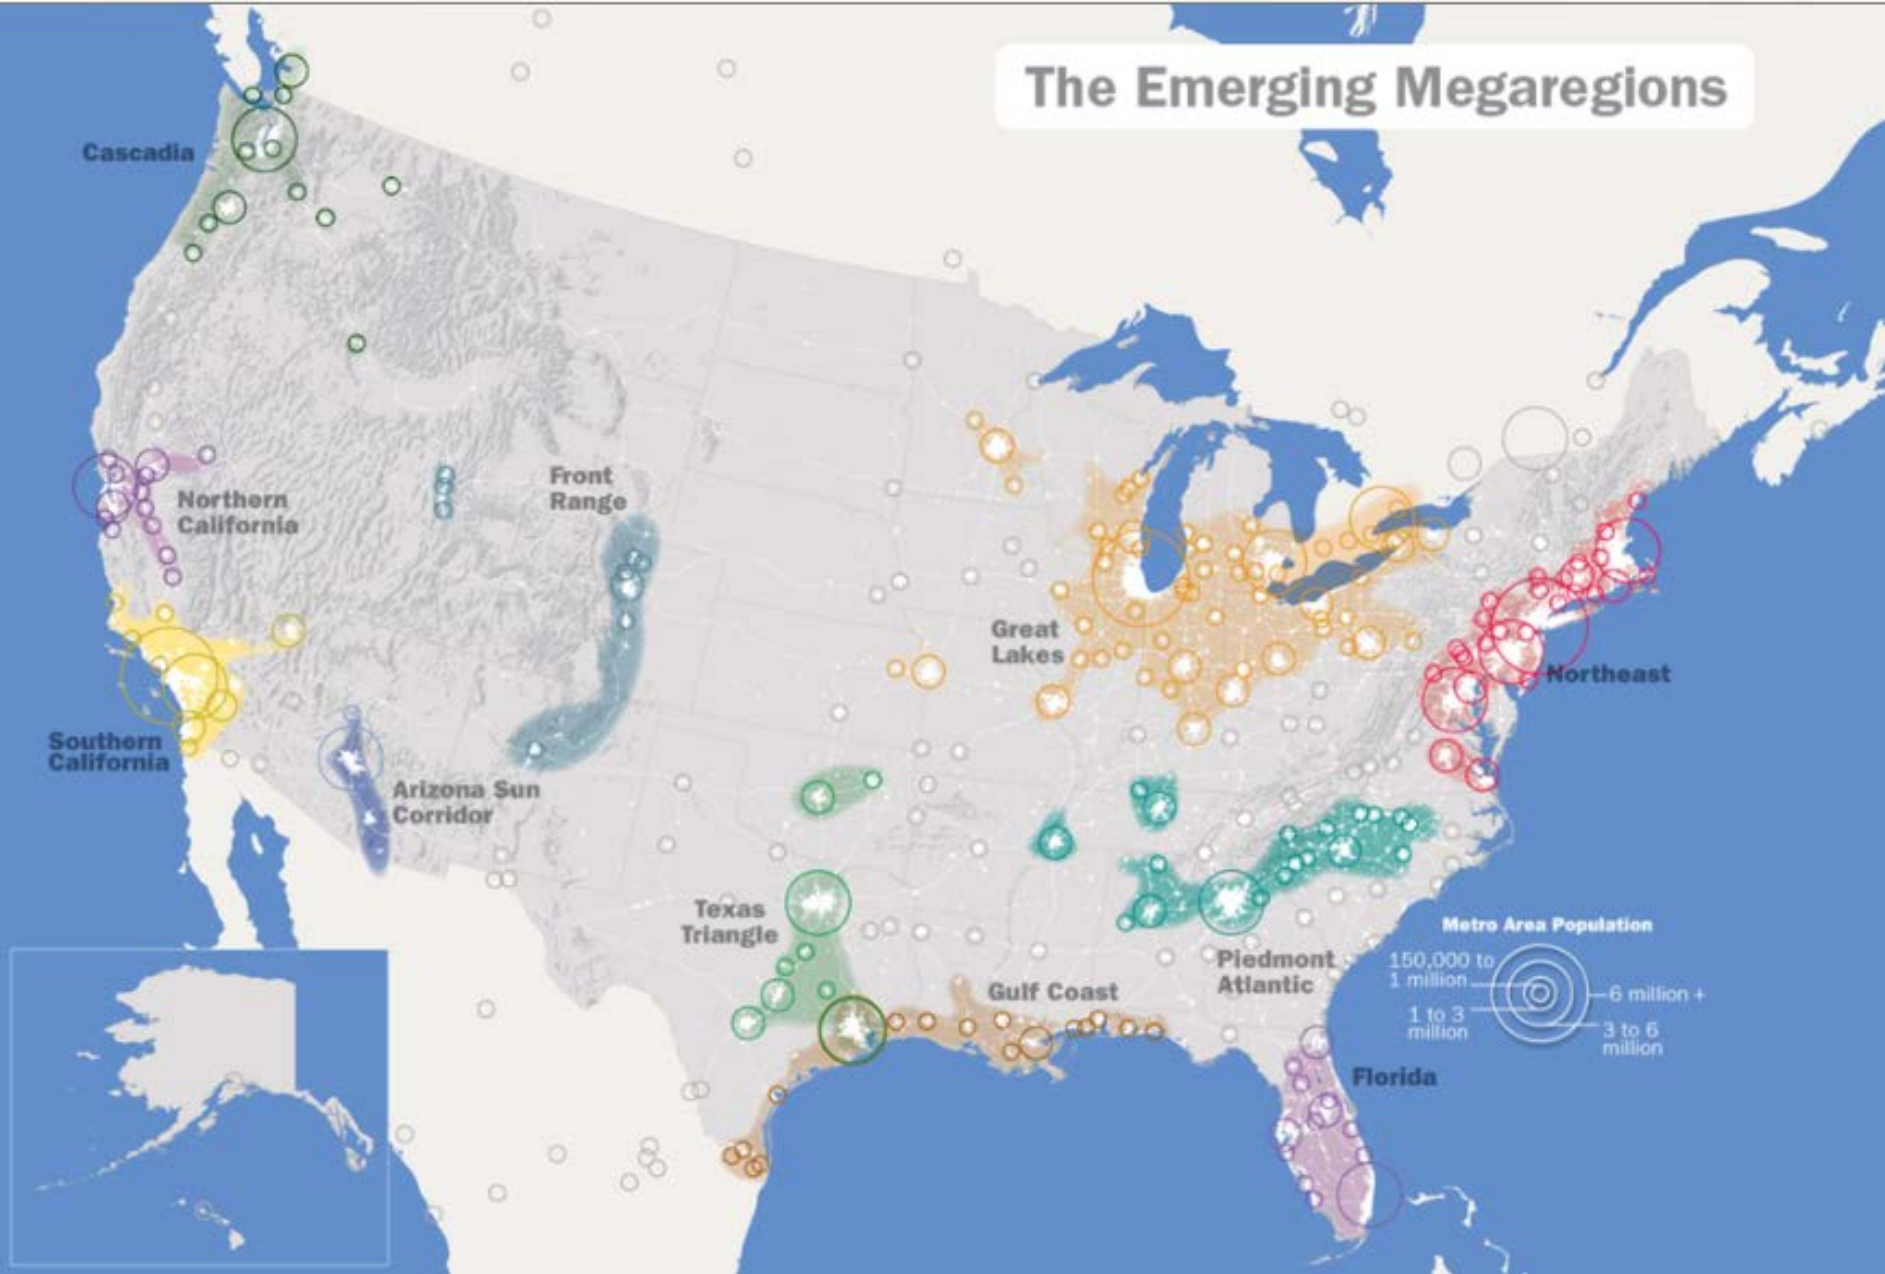 The Emerging Megaregions
Cascadia
Front
Range
Northern
California
Great
Lakes
Northeast
Southern
California
Arizona Sun
Corridor
Texas
Triangle
Gulf Coast
Piedmont
Atlantic
Florida
Metro Area Population
150,000 to
1 million
6 million +
1 to 3
million
3 to 6
million